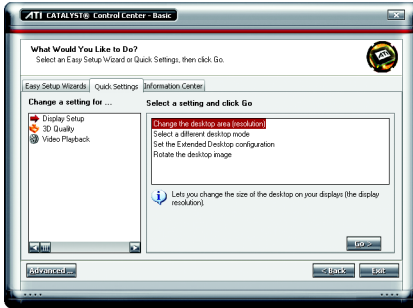 ATI CATALYST® Control Center - Basic
What Would You Like to Do?
Select an Easy Setup Wizard or Quick Settings, then click Go.
ATI
Easy Setup Wizards
Quick Settings
Information Center
Change a setting for ...
Display Setup
3D Quality
Video Playback
Select a setting and click Go
Change the desktop area (resolution)
Select a different desktop mode
Set the Extended Desktop configuration
Rotate the desktop image
Lets you change the size of the desktop on your displays (the display
resolution).
Go >
Advanced ...
< Back
Exit